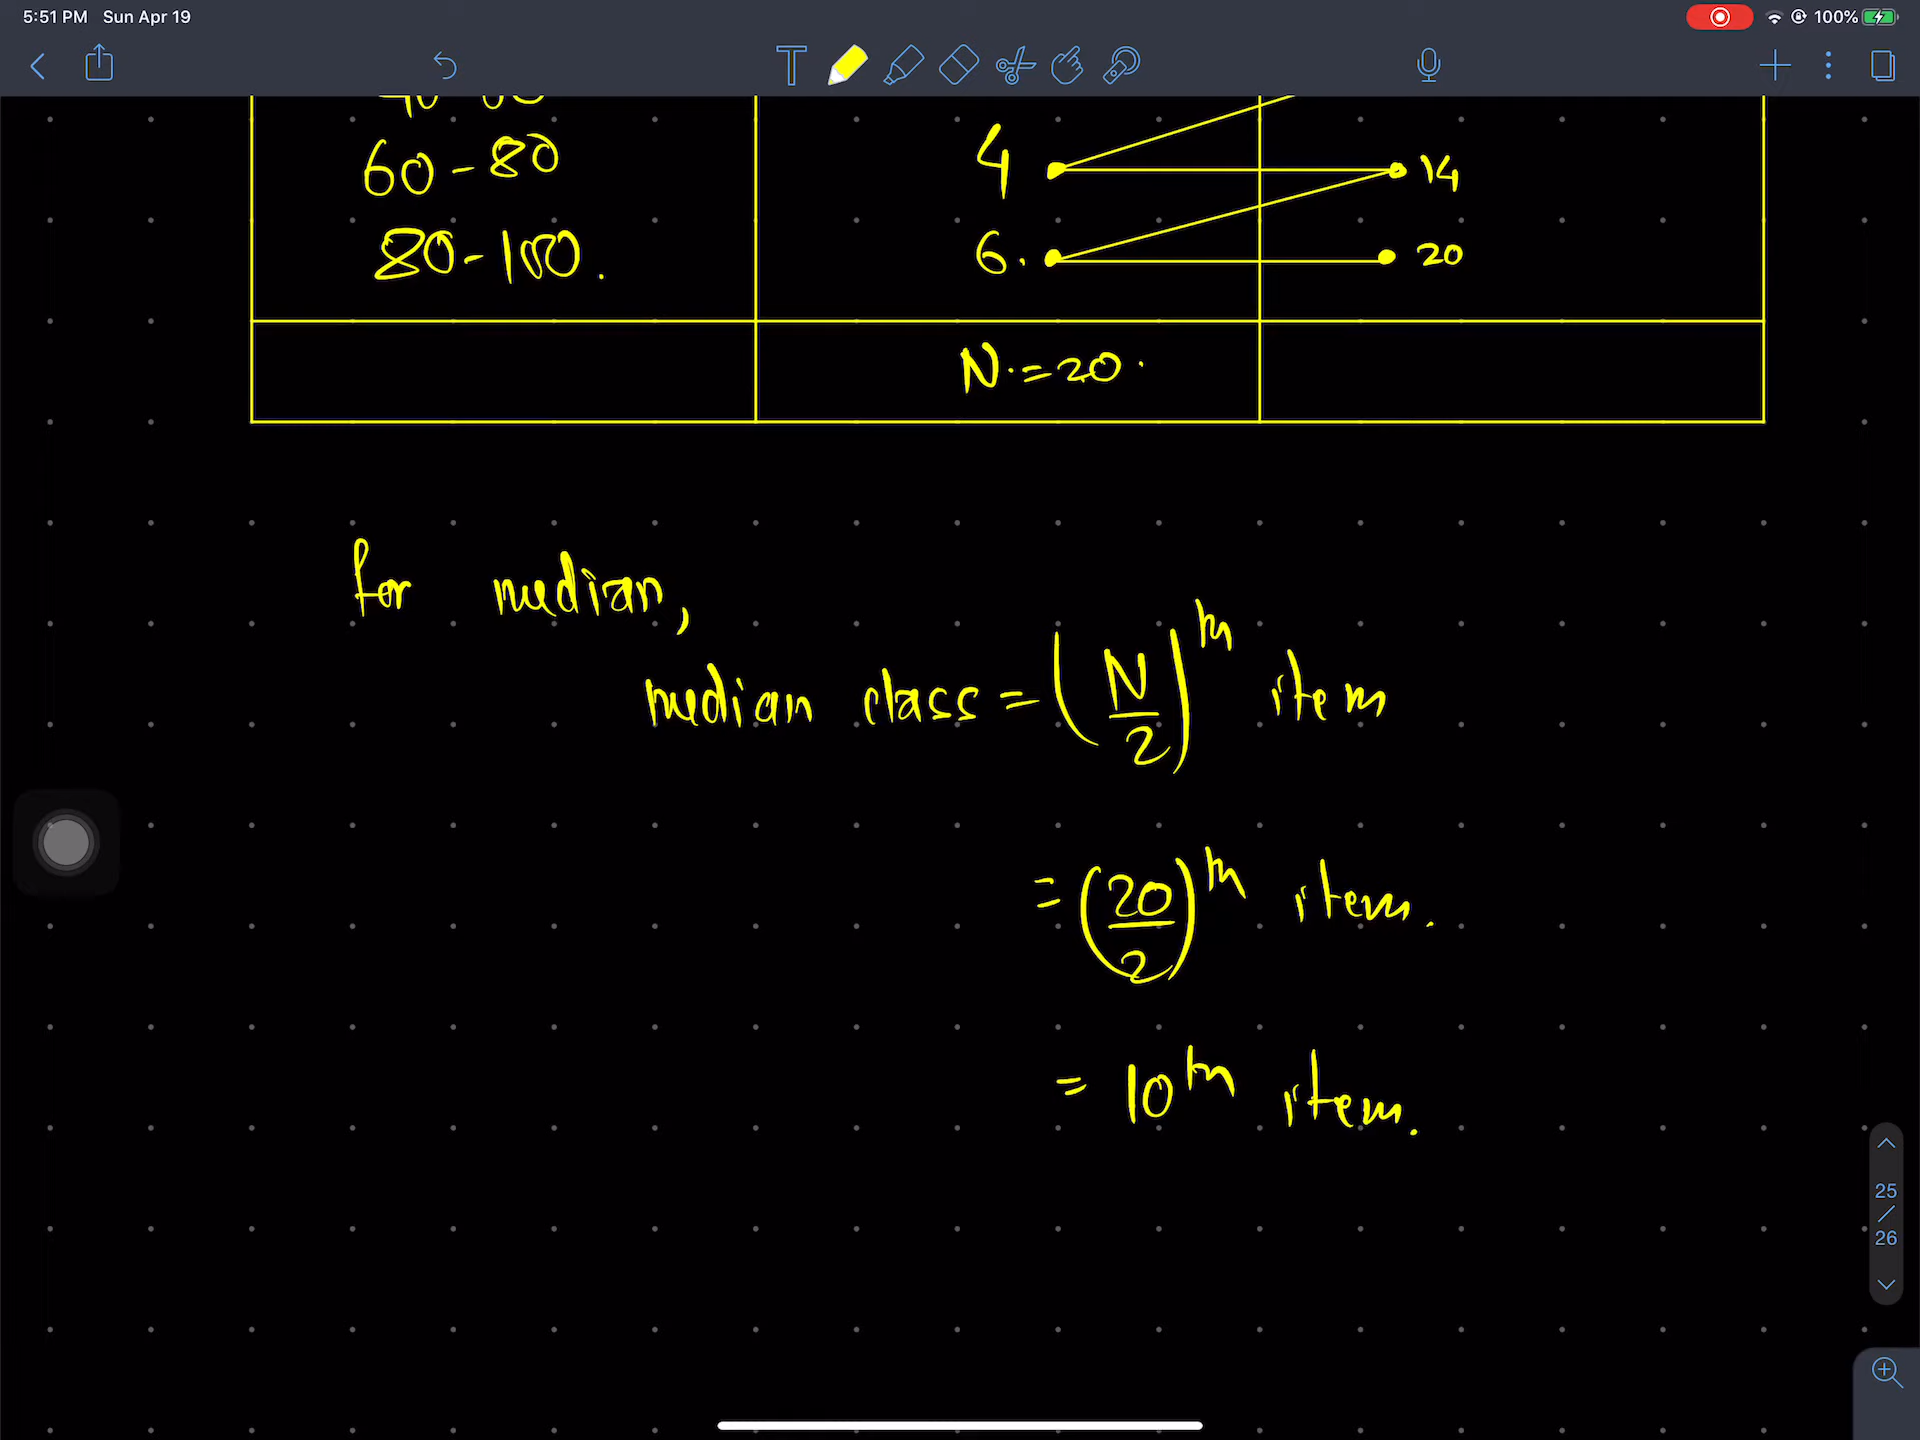 5:51 PM Sun Apr 19 100%
60-80 4 14
80-100. 6. 20
N.=20.
for median,
median class = (N/2)th item
= (20/2)th item.
= 10th item.
25
/
26